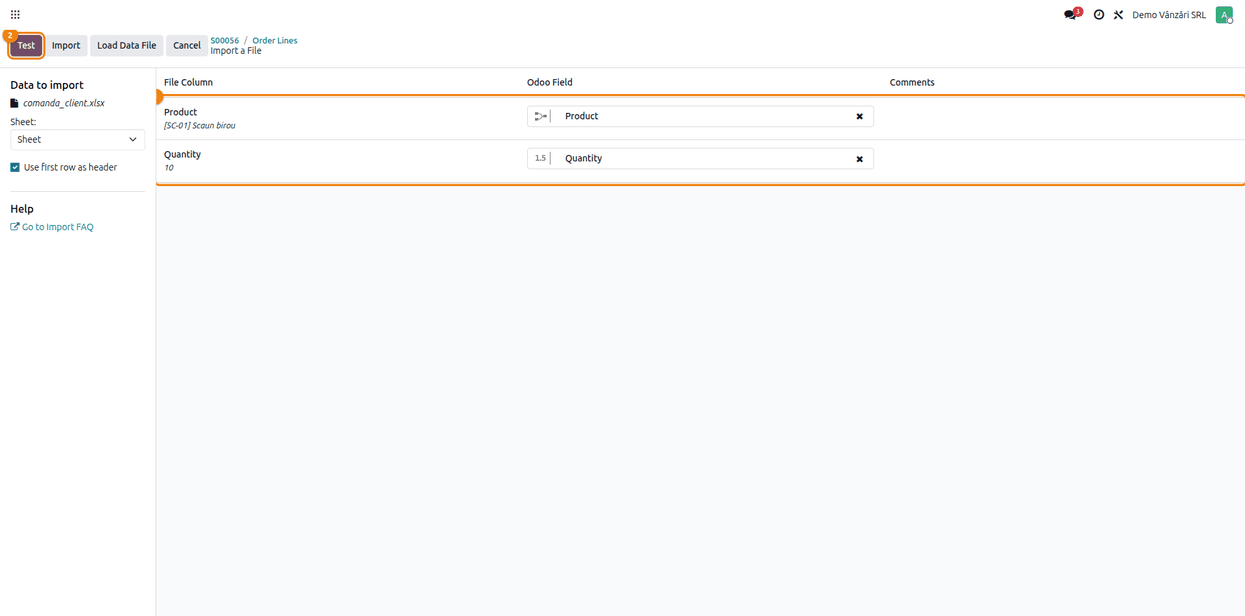 3
Demo Vânzări SRL
A
2
Test
Import
Load Data File
Cancel
S00056 / Order Lines
Import a File
Data to import
comanda_client.xlsx
Sheet:
Sheet
Use first row as header
Help
Go to Import FAQ
File Column
Odoo Field
Comments
Product
[SC-01] Scaun birou
Product
Quantity
10
1.5
Quantity